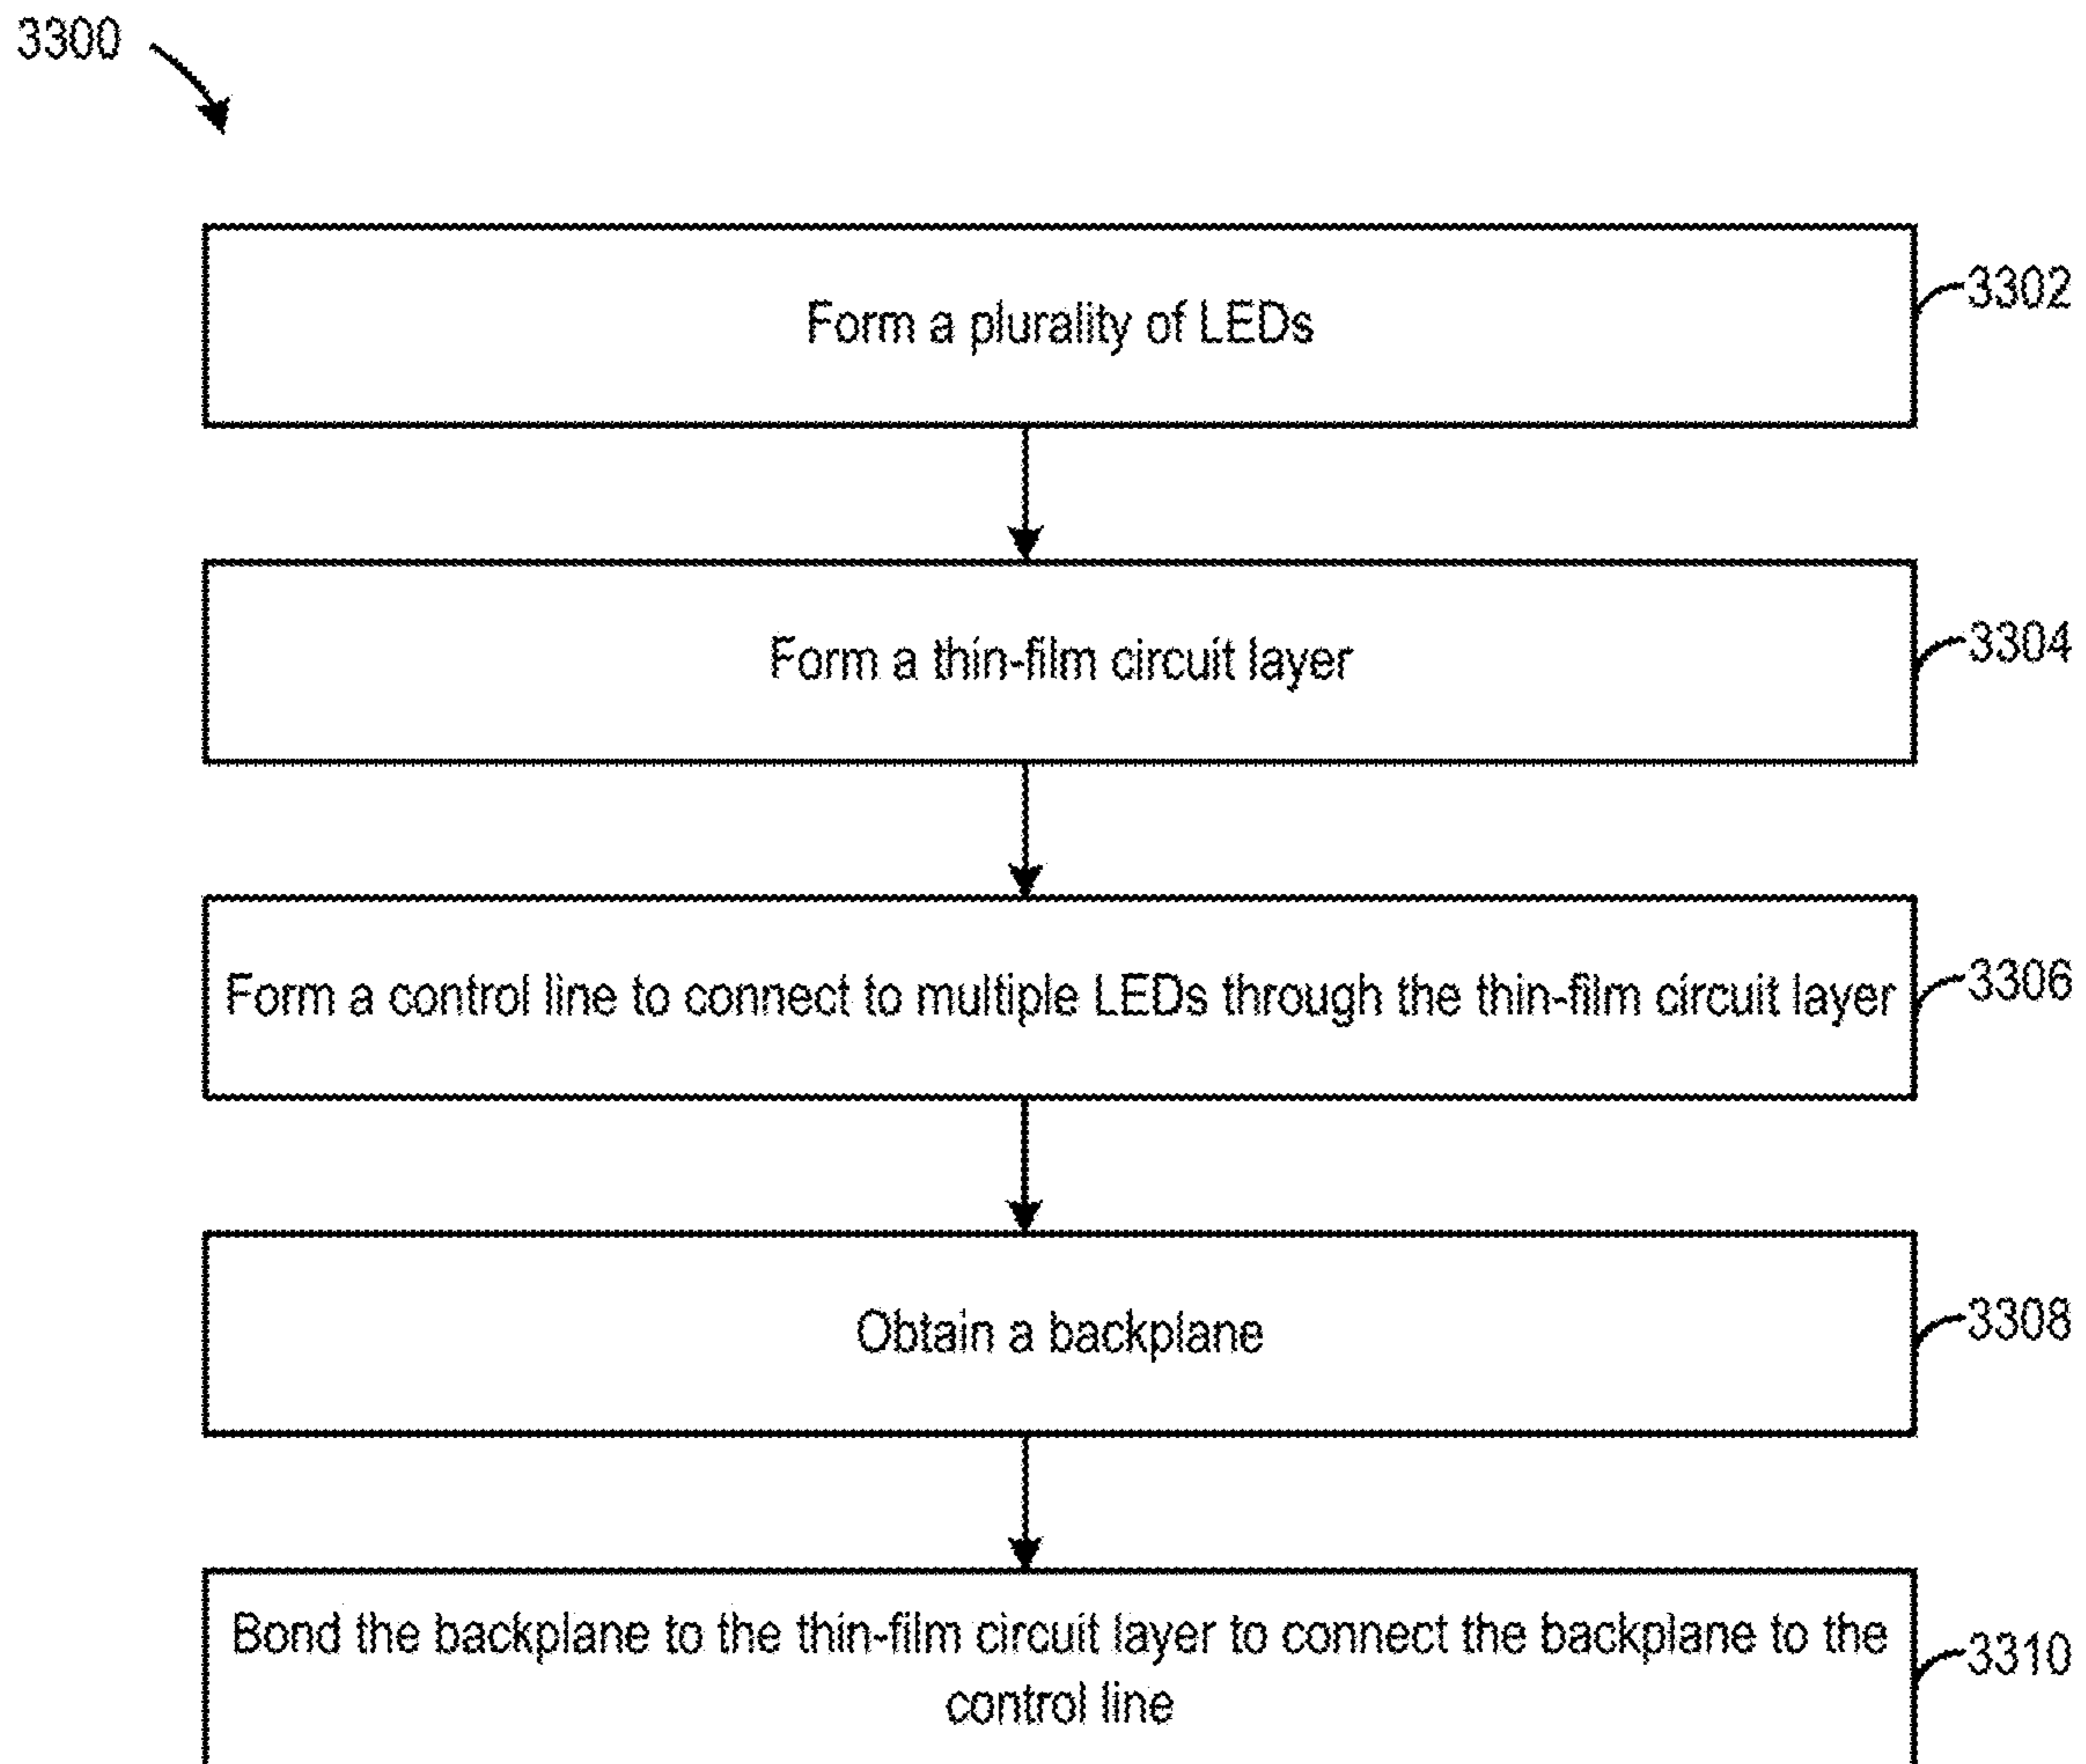 3300
Form a plurality of LEDs
3302
Form a thin-film circuit layer
3304
Form a control line to connect to multiple LEDs through the thin-film circuit layer
3306
Obtain a backplane
3308
Bond the backplane to the thin-film circuit layer to connect the backplane to the
control line
3310